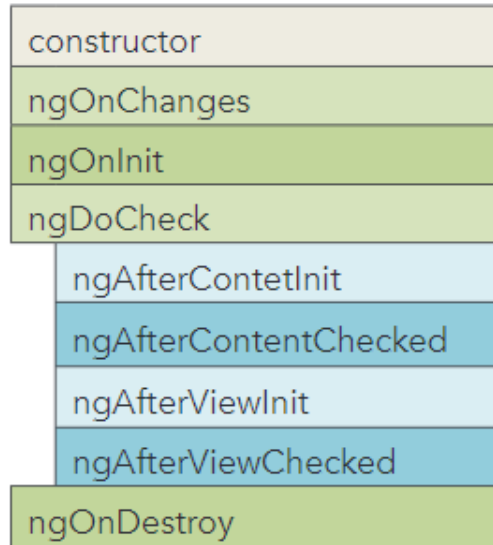 constructor
ngOnChanges
ngOnInit
ngDoCheck
ngAfterContetInit
ngAfterContentChecked
ngAfterViewInit
ngAfterViewChecked
ngOnDestroy